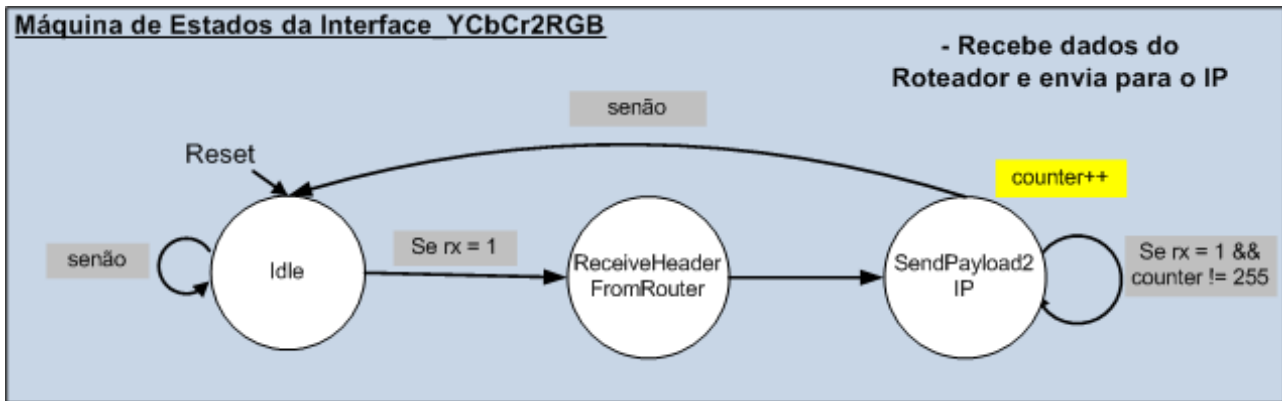 Máquina de Estados da Interface_YCbCr2RGB
- Recebe dados do
Roteador e envia para o IP
senão
Reset
counter++
senão
Idle
Se rx = 1
ReceiveHeader
FromRouter
SendPayload2
IP
Se rx = 1 &&
counter != 255